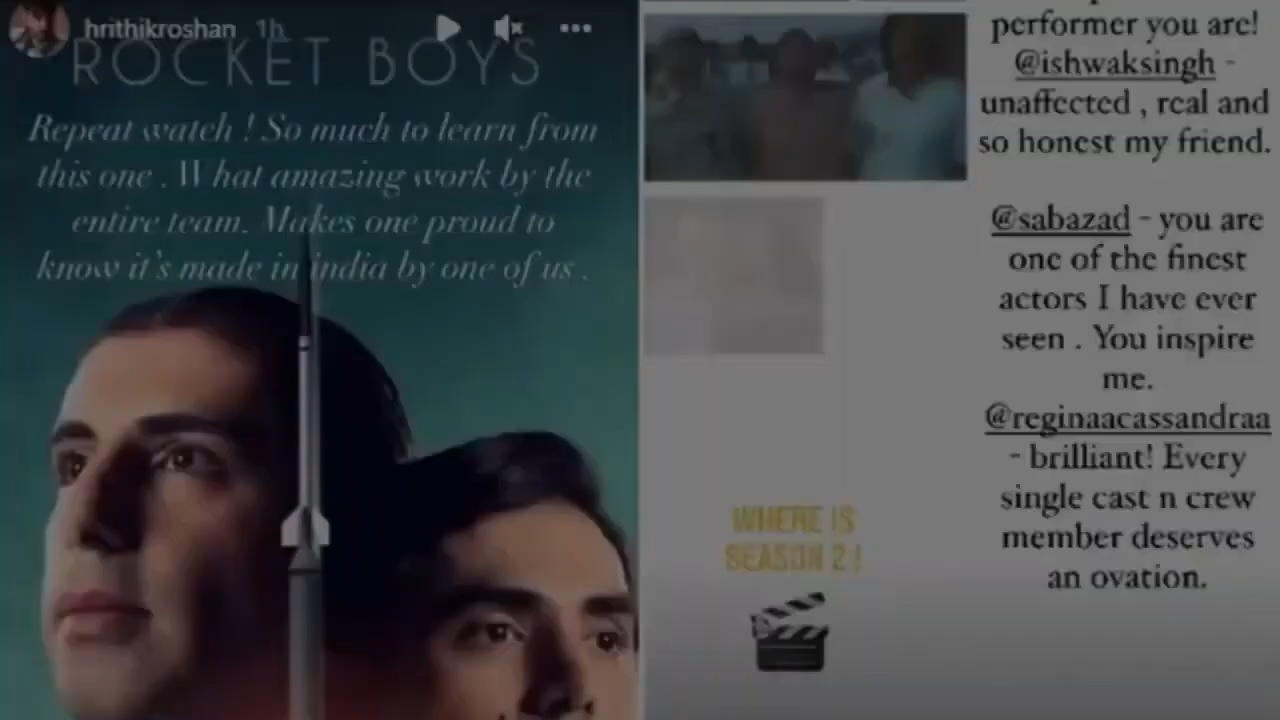 hrithikroshan 1h
ROCKET BOYS
Repeat watch ! So much to learn from
this one . What amazing work by the
entire team. Makes one proud to
know it's made in india by one of us .
performer you are!
@ishwaksingh -
unaffected , real and
so honest my friend.
@sabazad - you are
one of the finest
actors I have ever
seen . You inspire
me.
@reginaacassandraa
- brilliant! Every
single cast n crew
member deserves
an ovation.
WHERE IS
SEASON 2 !